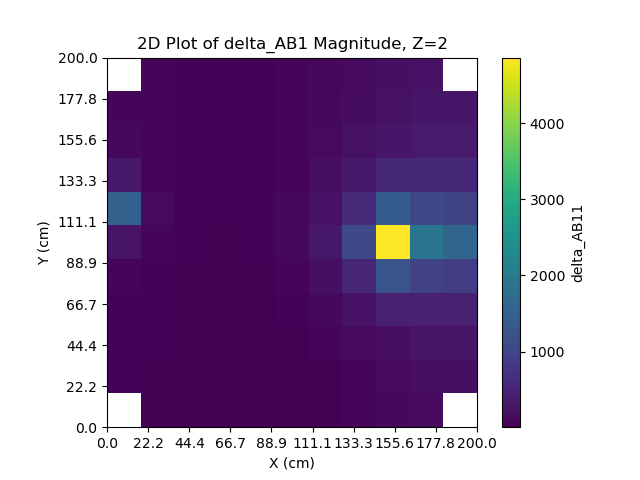 2D Plot of delta_AB1 Magnitude, Z=2
200.0
177.8
155.6
133.3
111.1
88.9
66.7
44.4
22.2
0.0
Y (cm)
0.0 22.2 44.4 66.7 88.9 111.1 133.3 155.6 177.8 200.0
X (cm)
4000
3000
2000
1000
delta_AB11